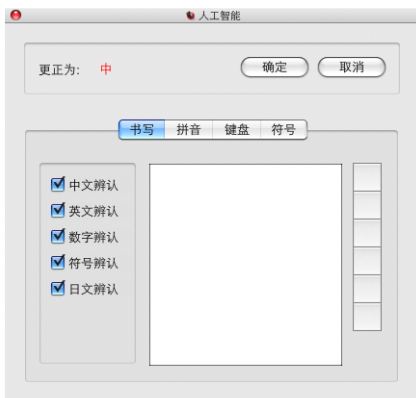 人工智能
更正为: 中 确定 取消
书写 拼音 键盘 符号
中文辨认
英文辨认
数字辨认
符号辨认
日文辨认